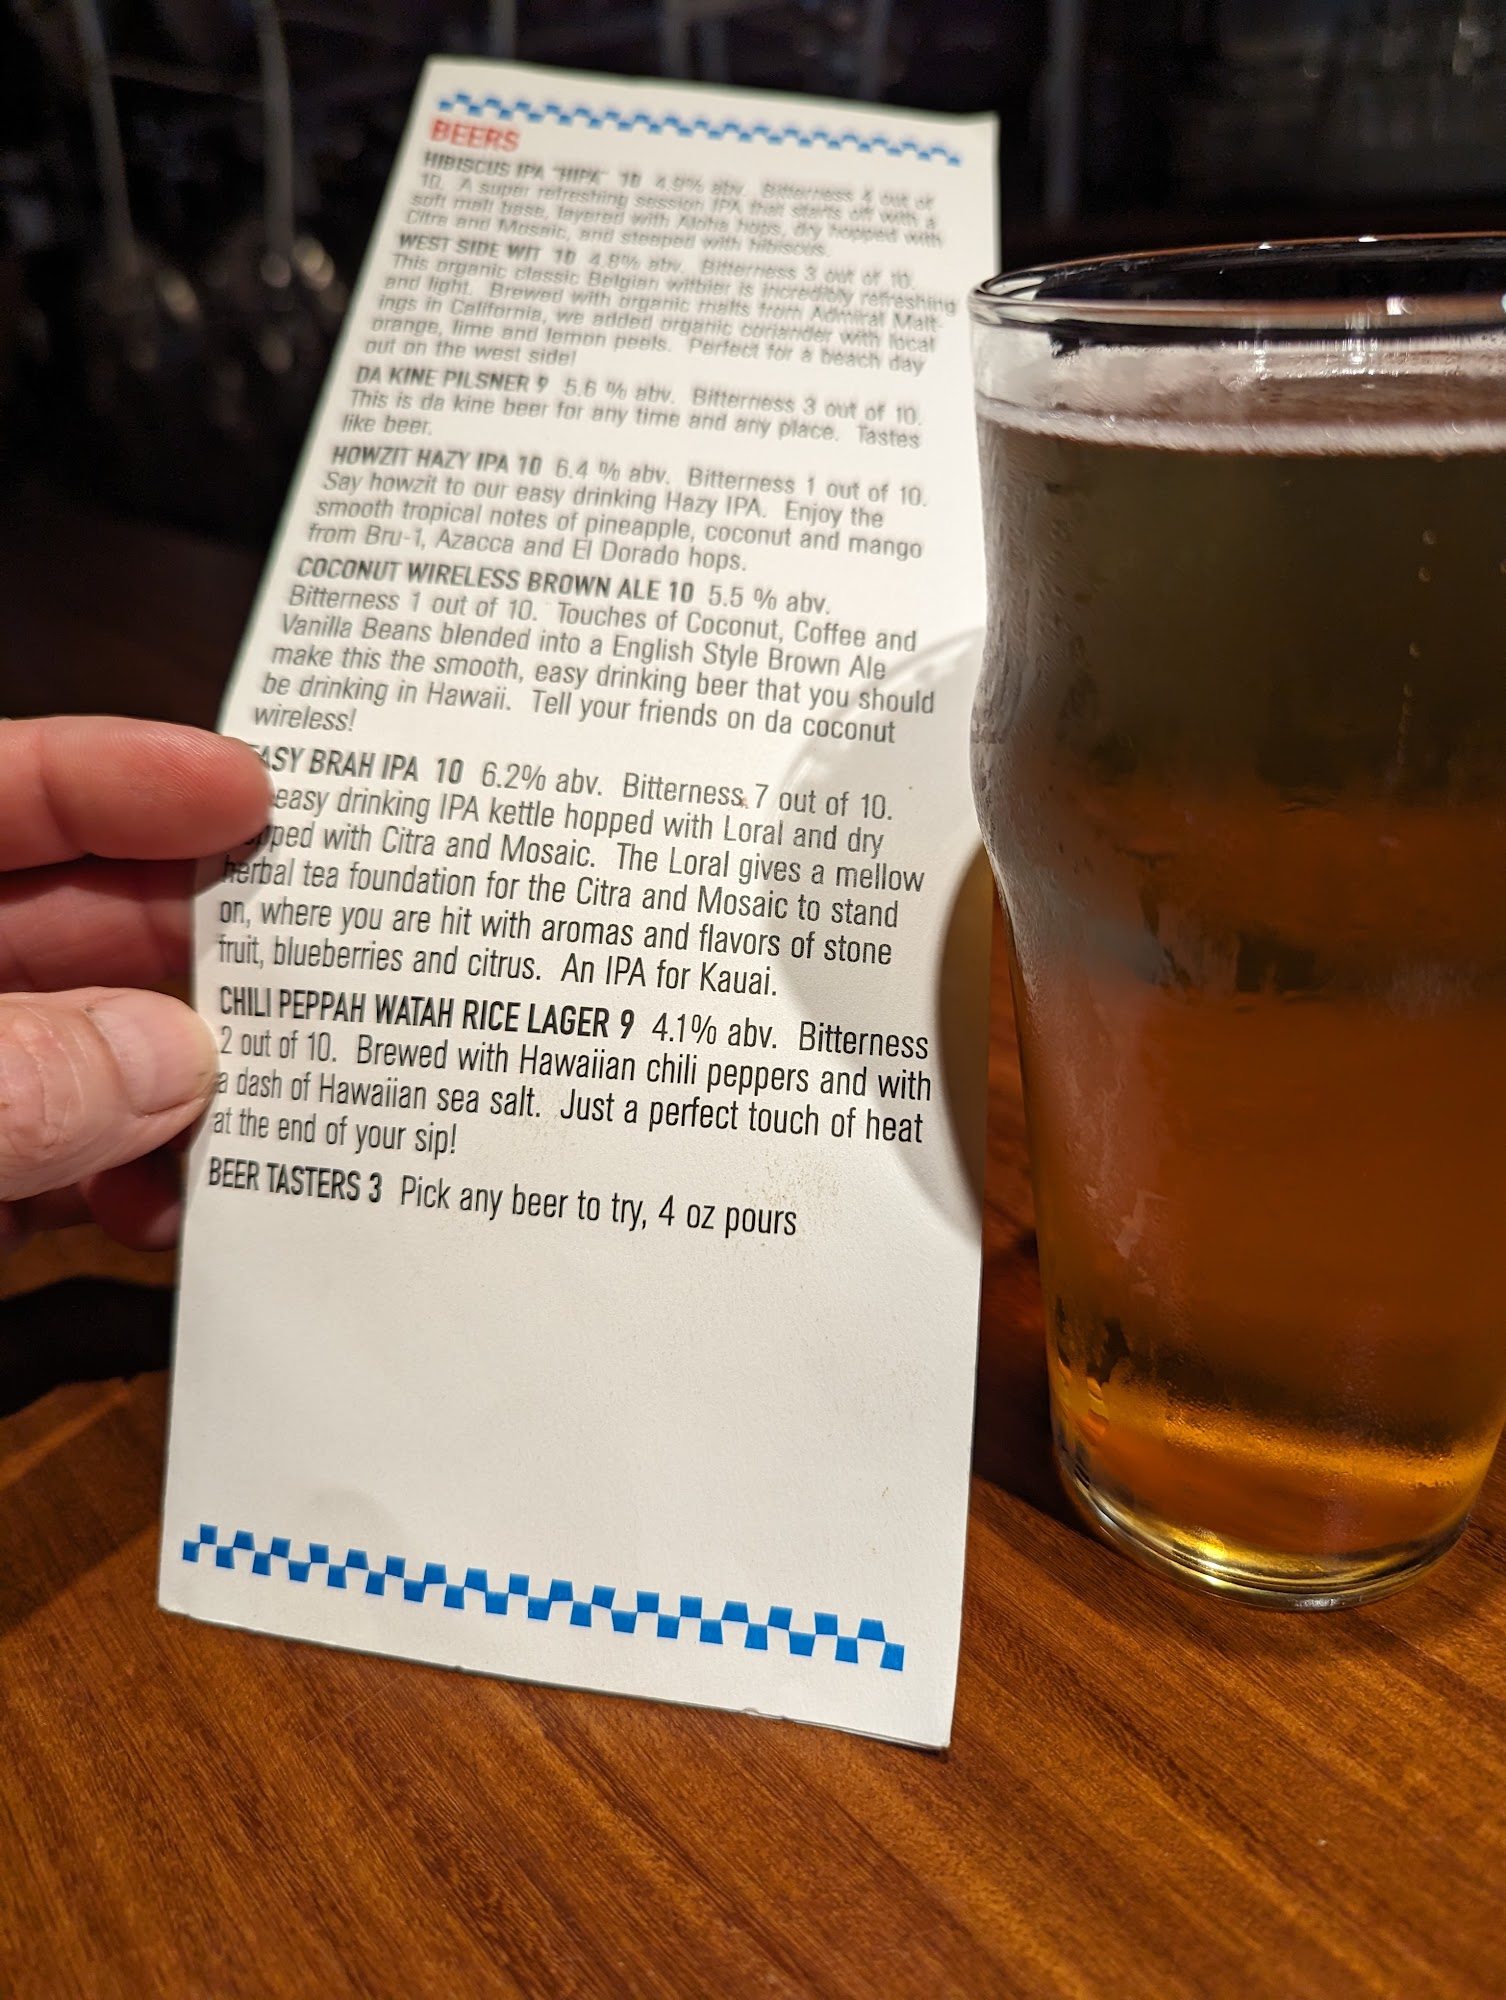 BEERS
HIBISCUS IPA "HIPA" 10 4.9% abv. Bitterness 4 out of
10. A super refreshing session IPA that starts off with a
soft malt base, layered with Aloha hops, dry hopped with
Citra and Mosaic, and steeped with hibiscus.
WEST SIDE WIT 10 4.8% abv. Bitterness 3 out of 10.
This organic classic Belgian witbier is incredibly refreshing
and light. Brewed with organic malts from Admiral Malt-
ings in California, we added organic coriander with local
orange, lime and lemon peels. Perfect for a beach day
out on the west side!
DA KINE PILSNER 9 5.6 % abv. Bitterness 3 out of 10.
This is da kine beer for any time and any place. Tastes
like beer.
HOWZIT HAZY IPA 10 6.4 % abv. Bitterness 1 out of 10.
Say howzit to our easy drinking Hazy IPA. Enjoy the
smooth tropical notes of pineapple, coconut and mango
from Bru-1, Azacca and El Dorado hops.
COCONUT WIRELESS BROWN ALE 10 5.5 % abv.
Bitterness 1 out of 10. Touches of Coconut, Coffee and
Vanilla Beans blended into a English Style Brown Ale
make this the smooth, easy drinking beer that you should
be drinking in Hawaii. Tell your friends on da coconut
wireless!
EASY BRAH IPA 10 6.2% abv. Bitterness 7 out of 10.
easy drinking IPA kettle hopped with Loral and dry
hopped with Citra and Mosaic. The Loral gives a mellow
herbal tea foundation for the Citra and Mosaic to stand
on, where you are hit with aromas and flavors of stone
fruit, blueberries and citrus. An IPA for Kauai.
CHILI PEPPAH WATAH RICE LAGER 9 4.1% abv. Bitterness
2 out of 10. Brewed with Hawaiian chili peppers and with
a dash of Hawaiian sea salt. Just a perfect touch of heat
at the end of your sip!
BEER TASTERS 3 Pick any beer to try, 4 oz pours